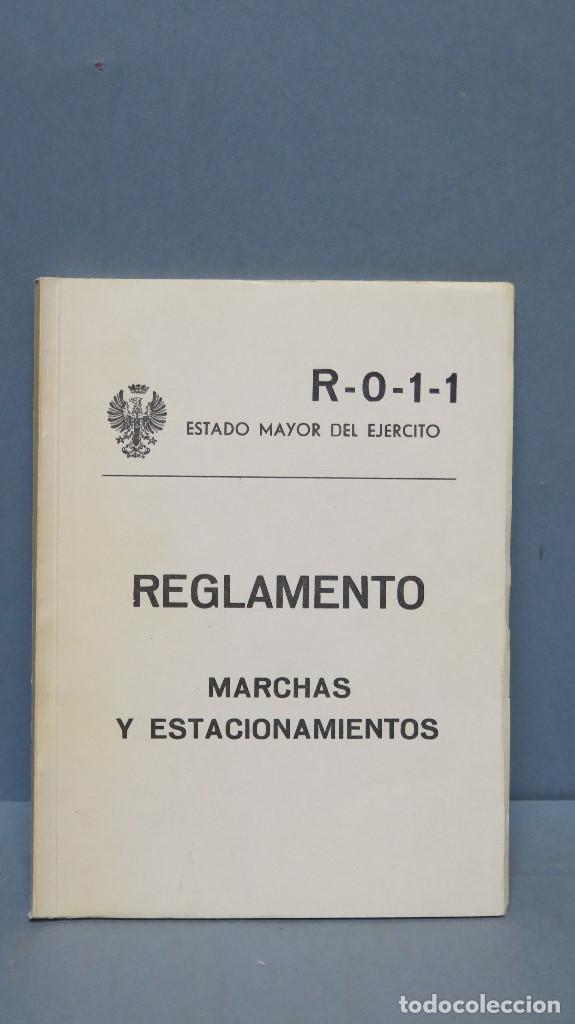 R-0-1-1
ESTADO MAYOR DEL EJERCITO
REGLAMENTO
MARCHAS
Y ESTACIONAMIENTOS
todocoleccion